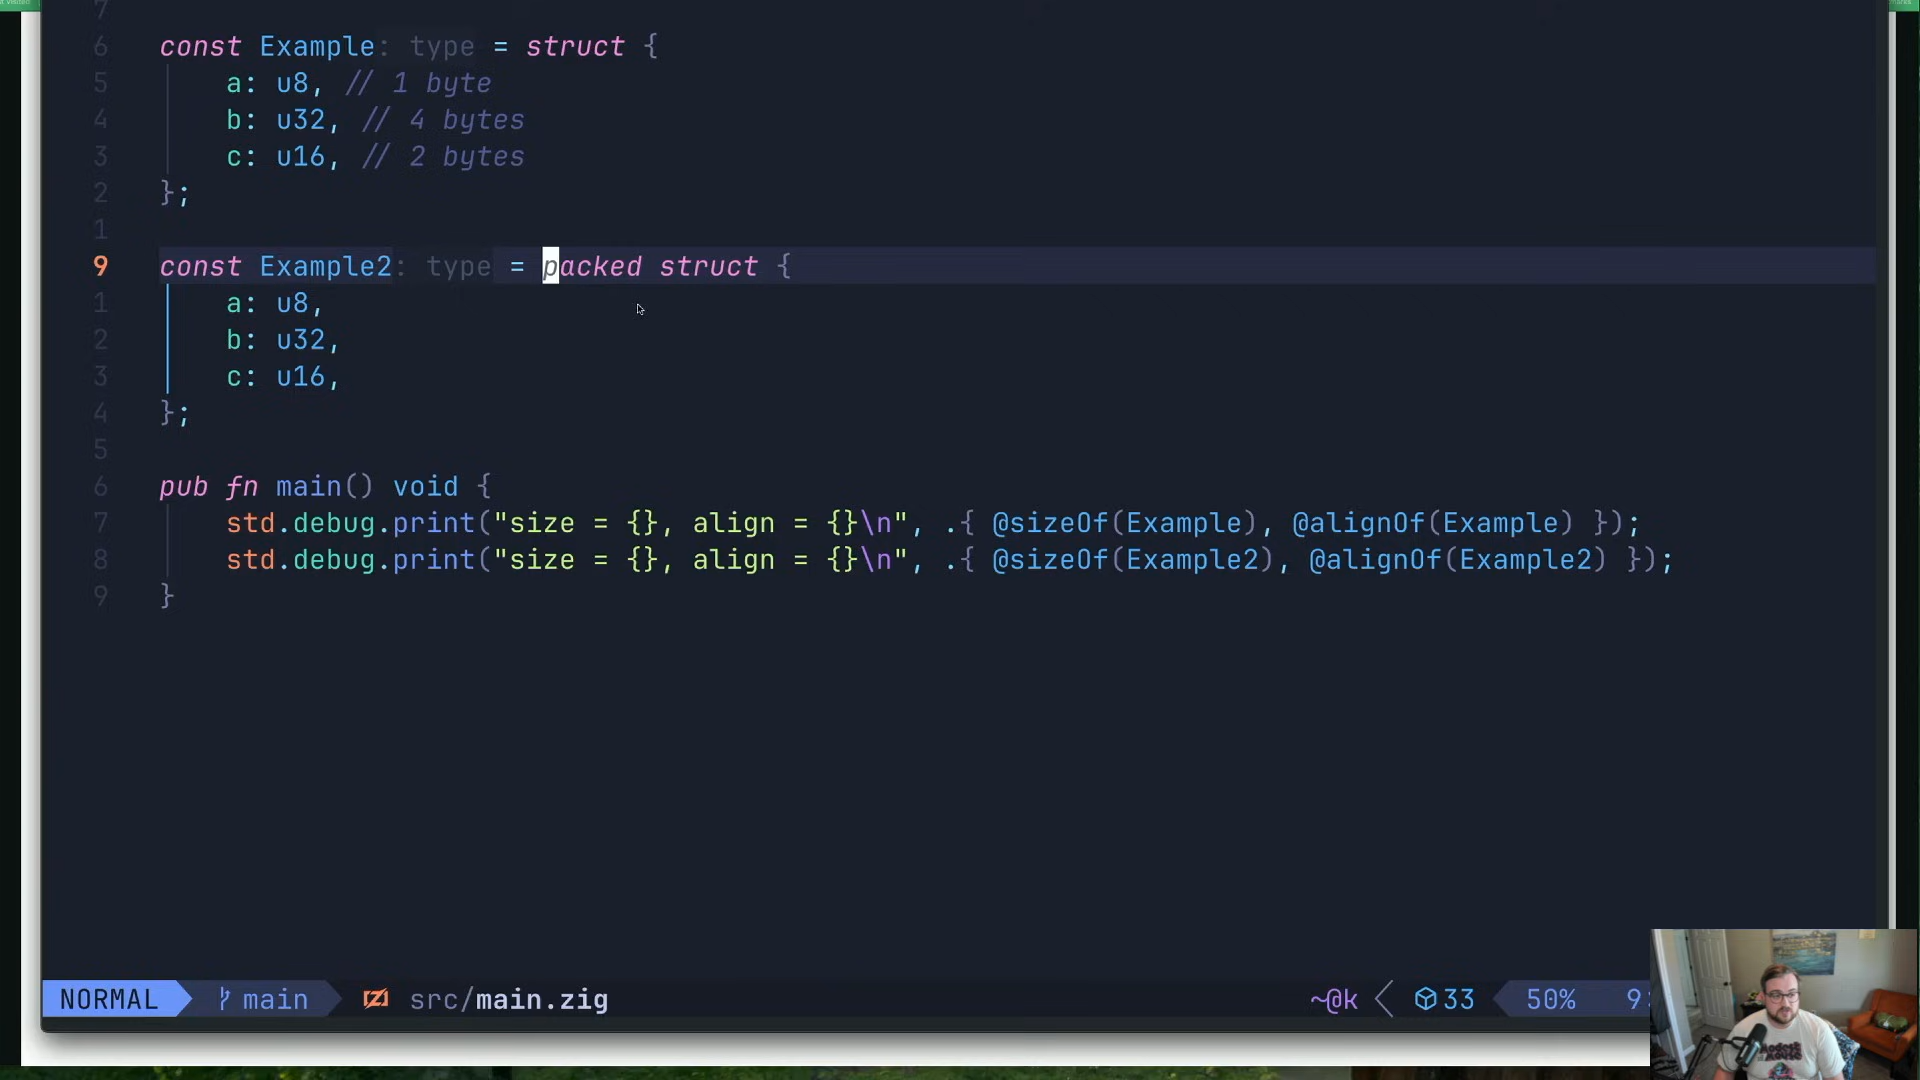 7
6 const Example: type = struct {
5 a: u8, // 1 byte
4 b: u32, // 4 bytes
3 c: u16, // 2 bytes
2 };
1
9 const Example2: type = packed struct {
1 a: u8,
2 b: u32,
3 c: u16,
4 };
5
6 pub fn main() void {
7 std.debug.print("size = {}, align = {}\n", .{ @sizeOf(Example), @alignOf(Example) });
8 std.debug.print("size = {}, align = {}\n", .{ @sizeOf(Example2), @alignOf(Example2) });
9 }
NORMAL main src/main.zig ~@k 33 50% 9: